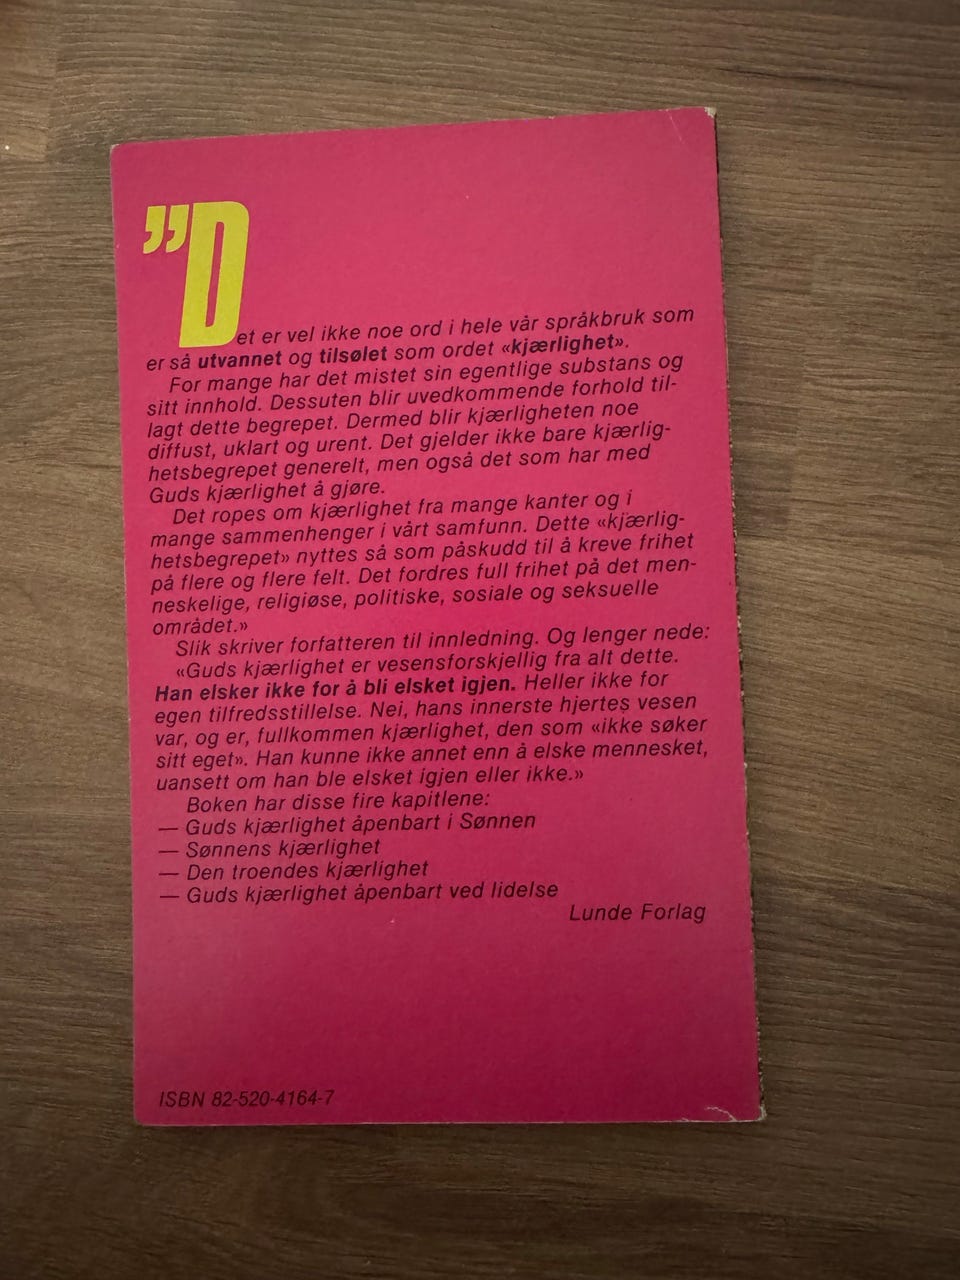 ”Det er vel ikke noe ord i hele vår språkbruk som
er så utvannet og tilsølet som ordet «kjærlighet».
For mange har det mistet sin egentlige substans og
sitt innhold. Dessuten blir uvedkommende forhold til-
lagt dette begrepet. Dermed blir kjærligheten noe
diffust, uklart og urent. Det gjelder ikke bare kjærlig-
hetsbegrepet generelt, men også det som har med
Guds kjærlighet å gjøre.
Det ropes om kjærlighet fra mange kanter og i
mange sammenhenger i vårt samfunn. Dette «kjærlig-
hetsbegrepet» nyttes så som påskudd til å kreve frihet
på flere og flere felt. Det fordres full frihet på det men-
neskelige, religiøse, politiske, sosiale og seksuelle
området.»
Slik skriver forfatteren til innledning. Og lenger nede:
«Guds kjærlighet er vesensforskjellig fra alt dette.
Han elsker ikke for å bli elsket igjen. Heller ikke for
egen tilfredsstillelse. Nei, hans innerste hjertes vesen
var, og er, fullkommen kjærlighet, den som «ikke søker
sitt eget». Han kunne ikke annet enn å elske mennesket,
uansett om han ble elsket igjen eller ikke.»
Boken har disse fire kapitlene:
— Guds kjærlighet åpenbart i Sønnen
— Sønnens kjærlighet
— Den troendes kjærlighet
— Guds kjærlighet åpenbart ved lidelse
Lunde Forlag
ISBN 82-520-4164-7